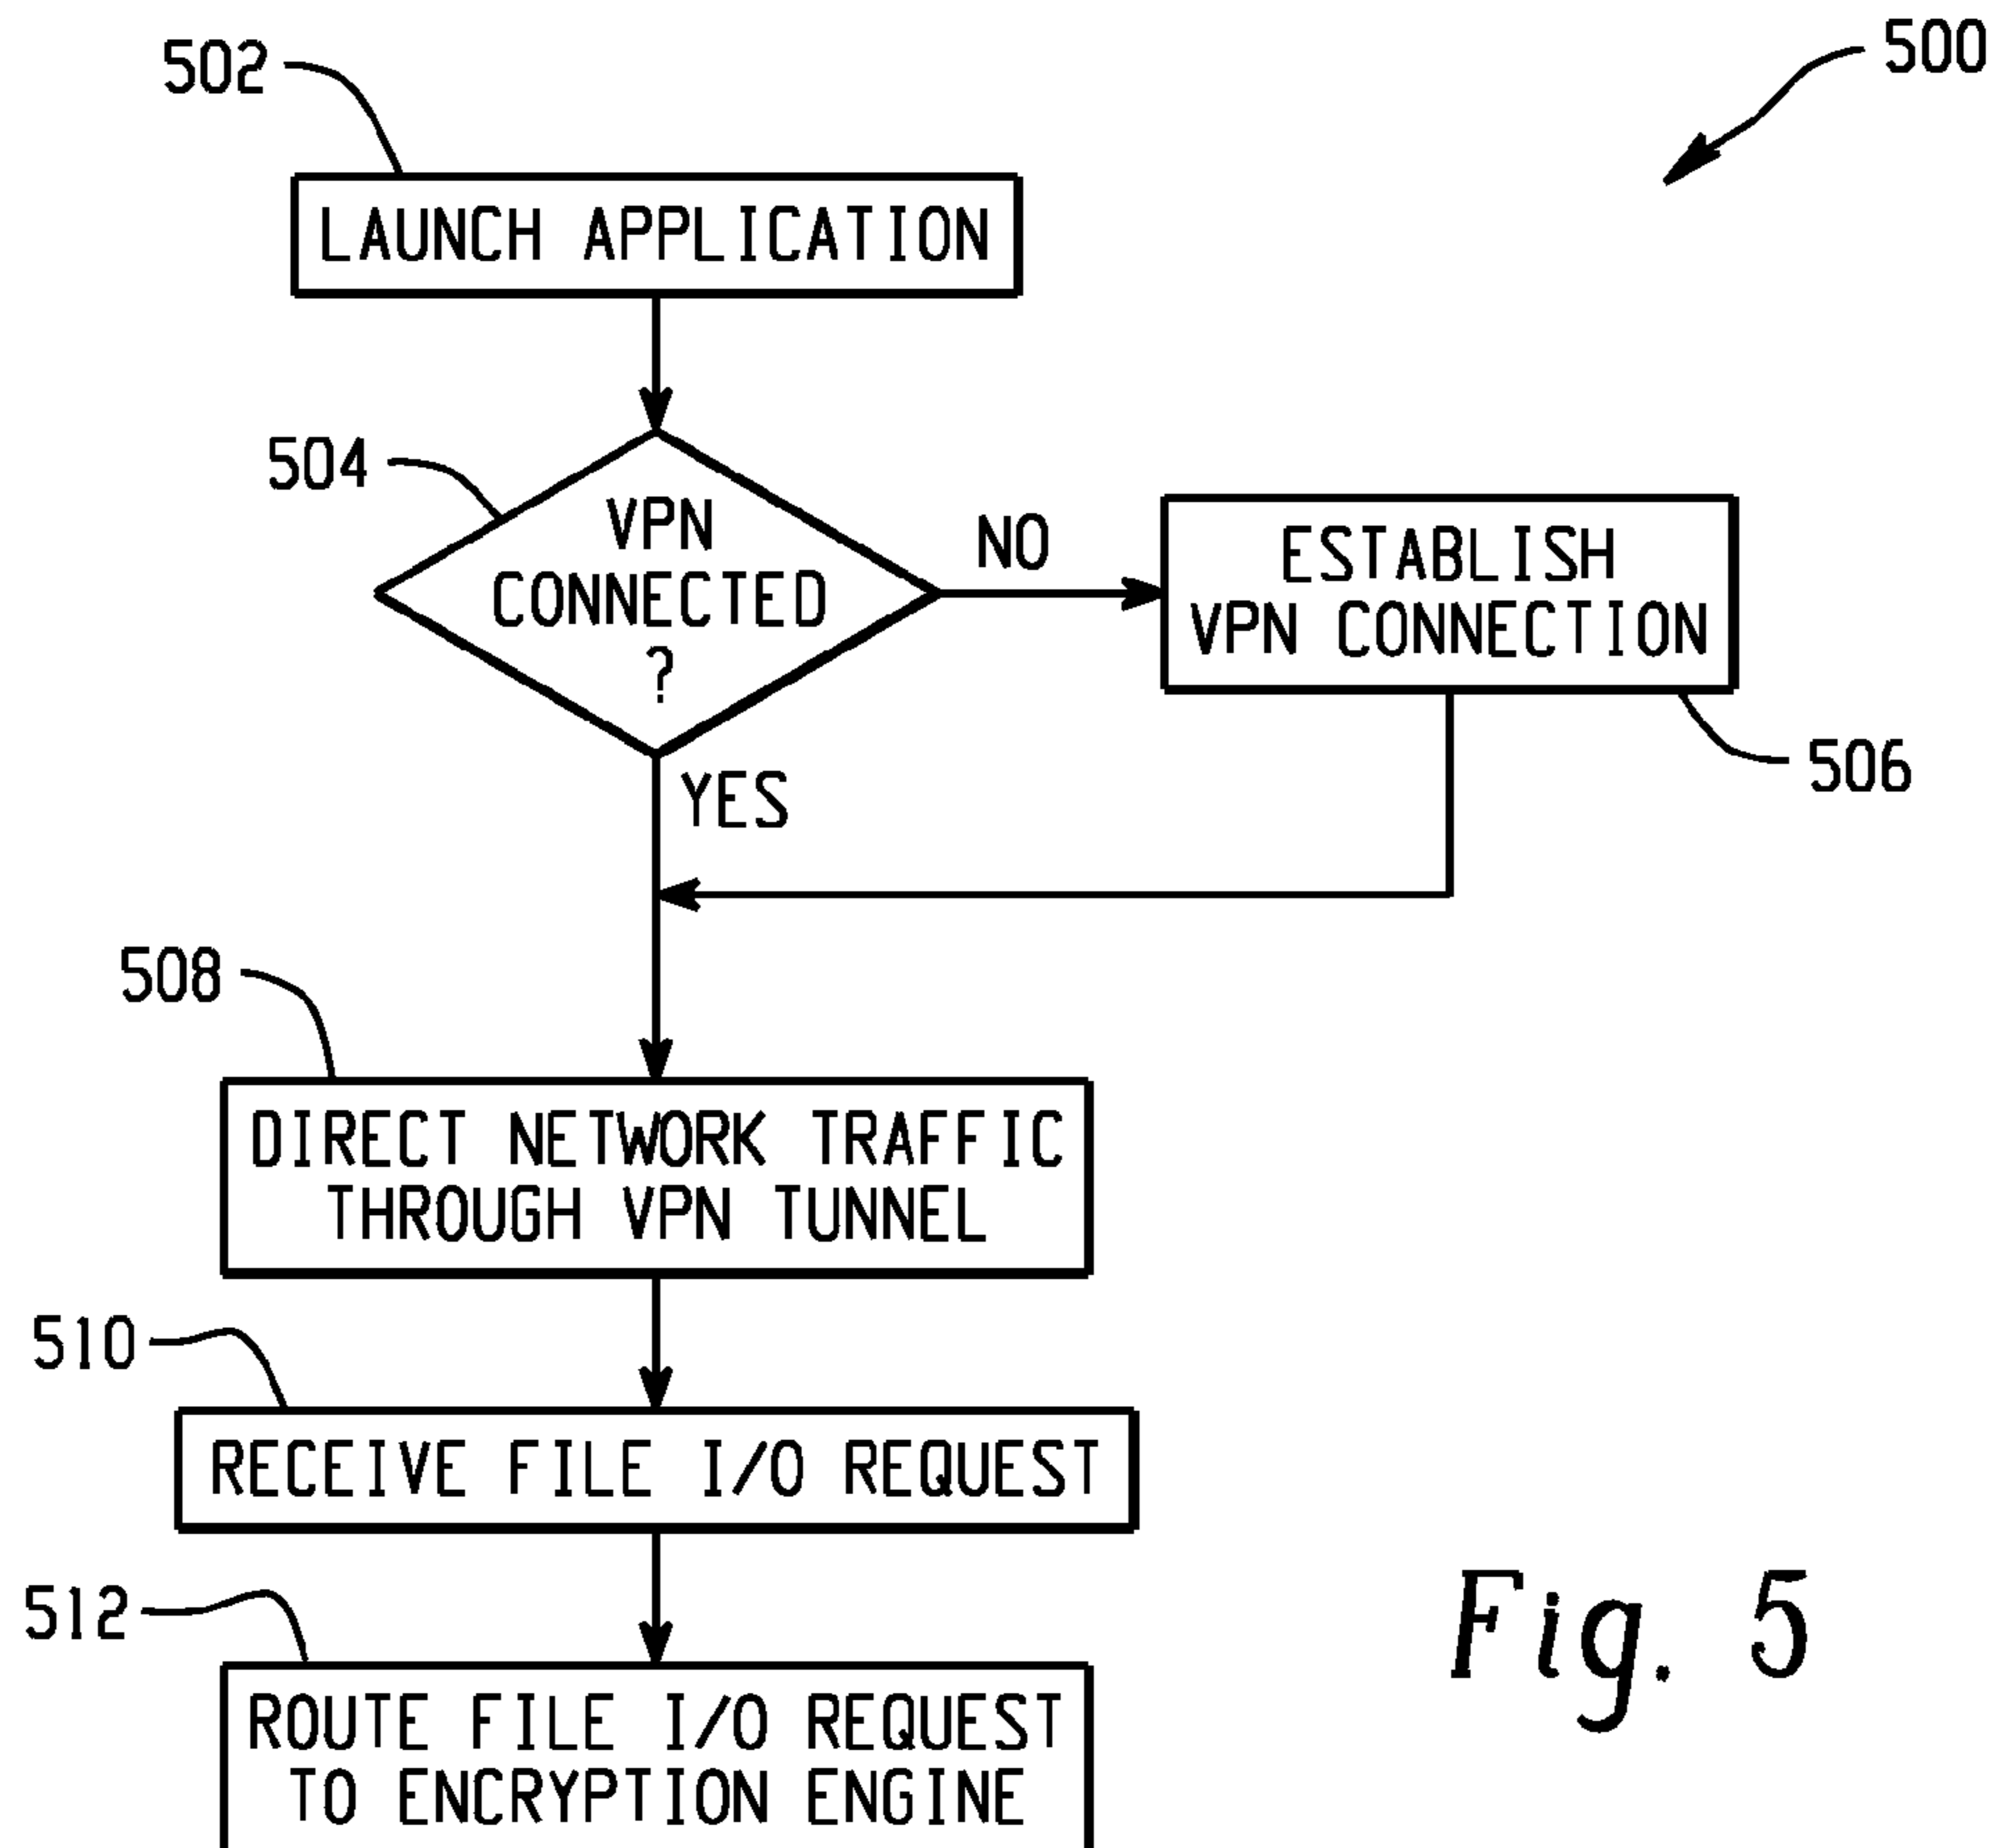 500
502
LAUNCH APPLICATION
504
VPN
CONNECTED
?
NO
ESTABLISH
VPN CONNECTION
506
YES
508
DIRECT NETWORK TRAFFIC
THROUGH VPN TUNNEL
510
RECEIVE FILE I/O REQUEST
512
ROUTE FILE I/O REQUEST
TO ENCRYPTION ENGINE
Fig. 5